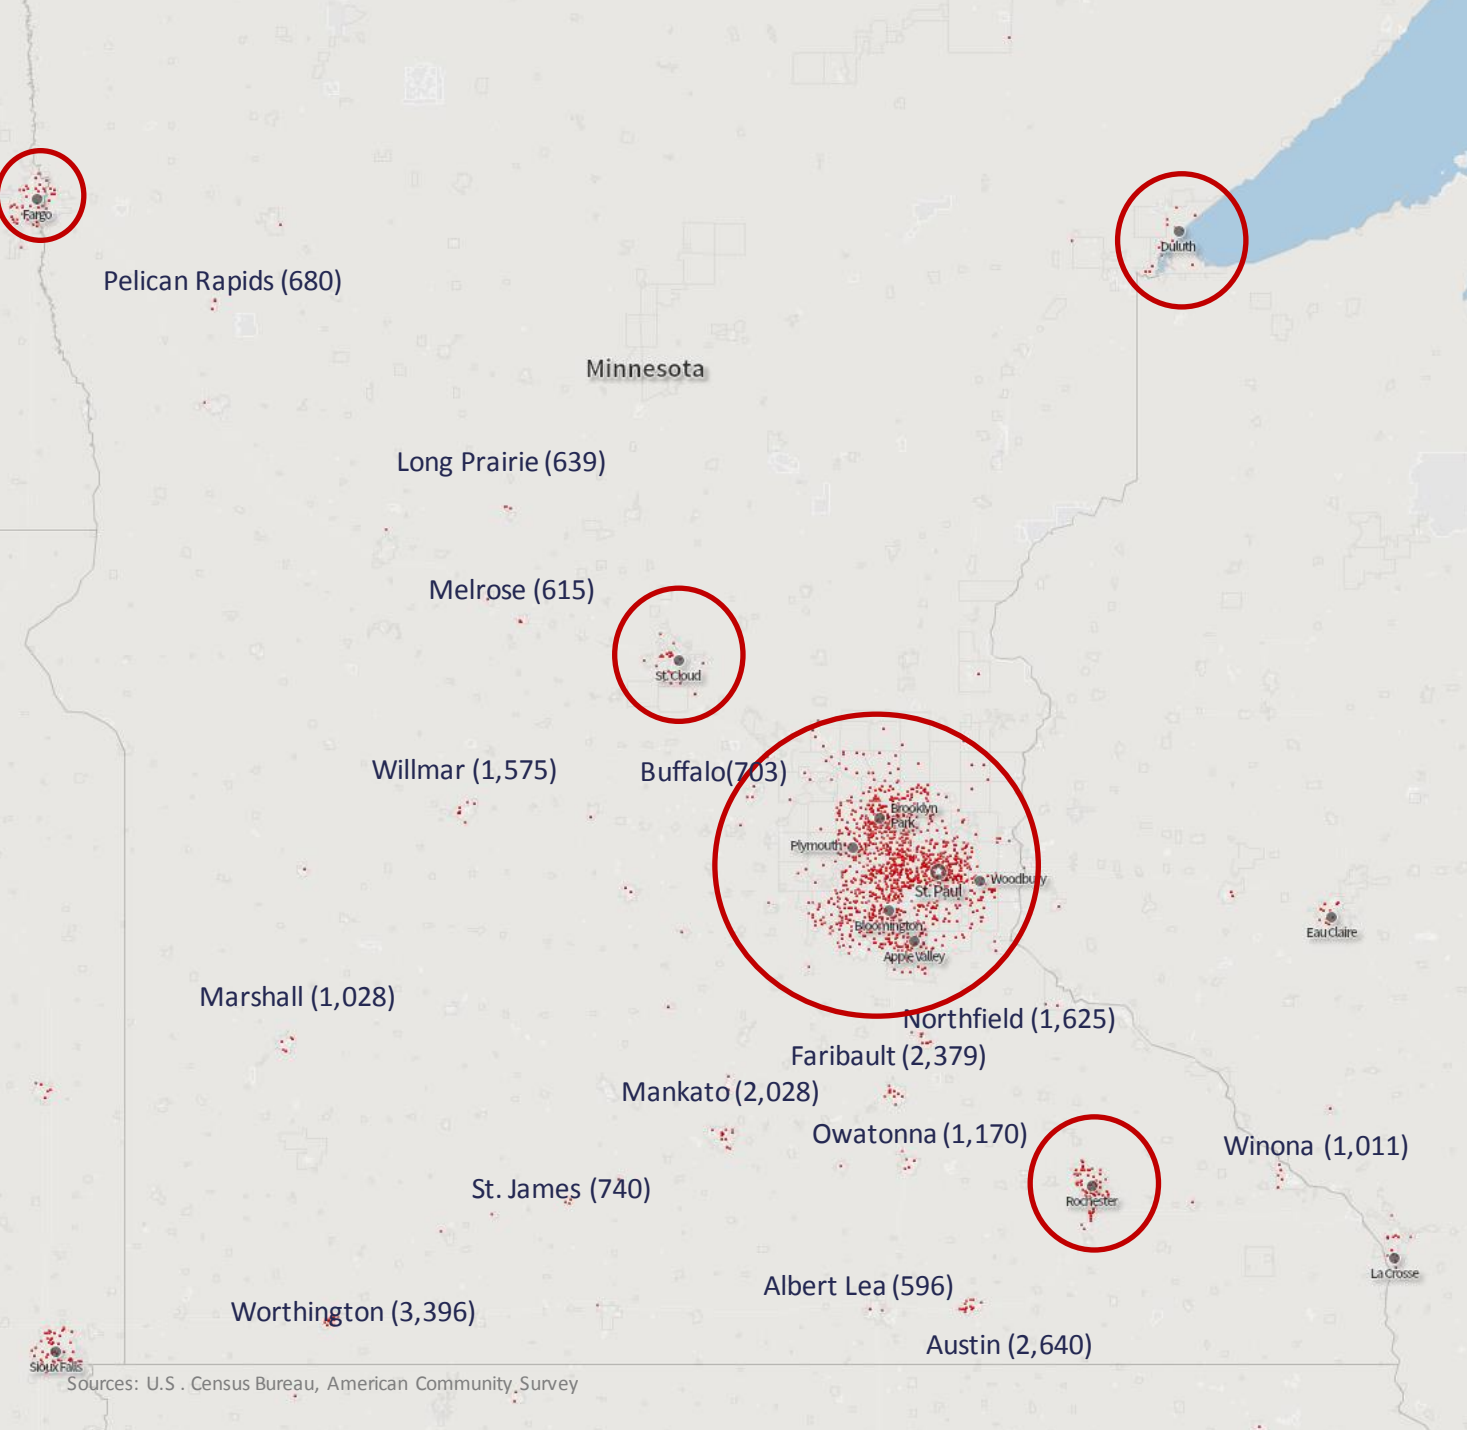 Fargo
Duluth
Pelican Rapids (680)
Minnesota
Long Prairie (639)
Melrose (615)
St. Cloud
Willmar (1,575)
Buffalo(703)
Brooklyn
Park
Plymouth
Woodbury
St. Paul
Bloomington
Apple Valley
Eau Claire
Marshall (1,028)
Northfield (1,625)
Faribault (2,379)
Mankato (2,028)
Owatonna (1,170)
Winona (1,011)
St. James (740)
Rochester
La Crosse
Albert Lea (596)
Worthington (3,396)
Austin (2,640)
Sioux Falls
Sources: U.S . Census Bureau, American Community Survey